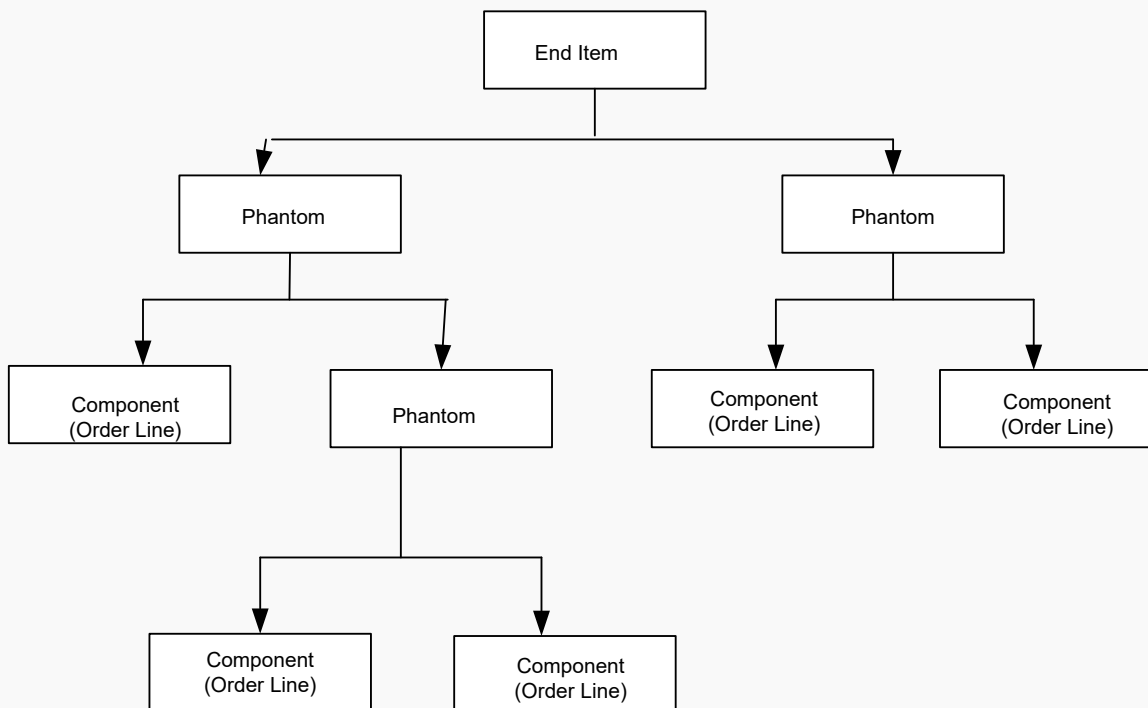 End Item
Phantom
Phantom
Component
(Order Line)
Phantom
Component
(Order Line)
Component
(Order Line)
Component
(Order Line)
Component
(Order Line)